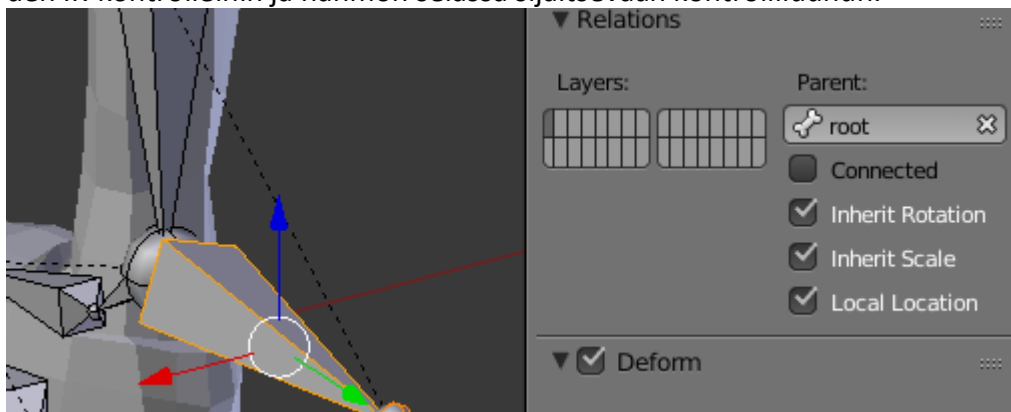 Relations
Layers:
Parent:
root
Connected
Inherit Rotation
Inherit Scale
Local Location
Deform